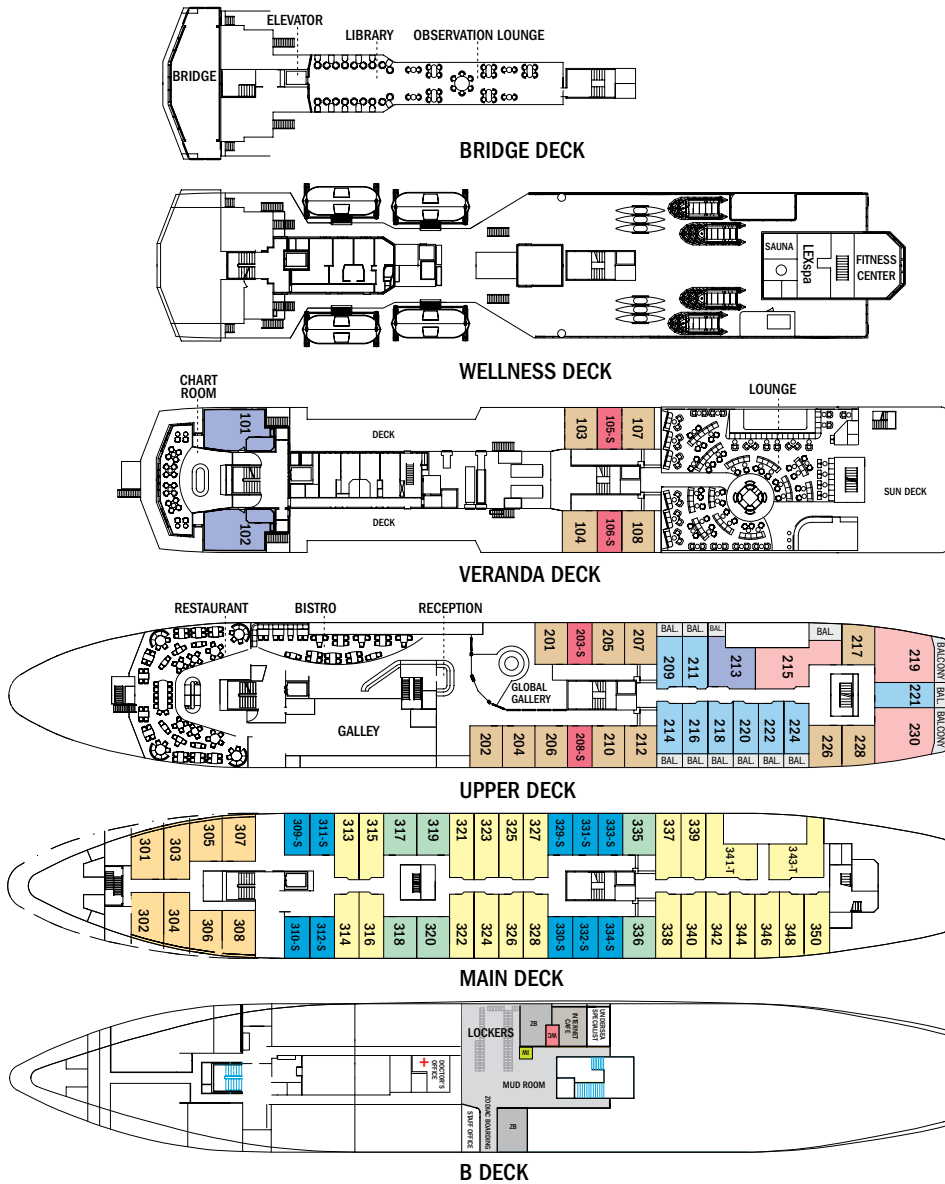 ELEVATOR
LIBRARY
OBSERVATION LOUNGE
BRIDGE
BRIDGE DECK
SAUNA
LEXspa
FITNESS
CENTER
WELLNESS DECK
CHART
ROOM
LOUNGE
101
DECK
103
105-S
107
SUN DECK
102
DECK
104
106-S
108
VERANDA DECK
RESTAURANT
BISTRO
RECEPTION
201
203-S
205
207
BAL.
BAL.
BAL.
BAL.
209
211
213
215
217
219
BALCONY
GLOBAL
GALLERY
221
BAL.
GALLEY
202
204
206
208-S
210
212
214
216
218
220
222
224
226
228
230
BALCONY
BAL.
BAL.
BAL.
BAL.
BAL.
BAL.
UPPER DECK
301
303
305
307
309-S
311-S
313
315
317
319
321
323
325
327
329-S
331-S
333-S
335
337
339
341-T
343-T
302
304
306
308
310-S
312-S
314
316
318
320
322
324
326
328
330-S
332-S
334-S
336
338
340
342
344
346
348
350
MAIN DECK
LOCKERS
ZB
WC
INTERNET
CAFE
UNDERSEA
SPECIALIST
DOCTOR'S
OFFICE
MUD ROOM
STAFF OFFICE
ZODIAC BOARDING
ZB
B DECK